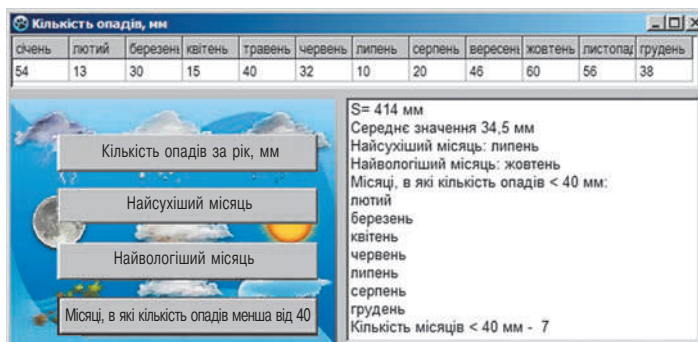 Кількість опадів, мм
січень лютий березень квітень травень червень липень серпень вересень жовтень листопад грудень
54 13 30 15 40 32 10 20 46 60 56 38
Кількість опадів за рік, мм
Найсухіший місяць
Найвологіший місяць
Місяці, в які кількість опадів менша від 40
S= 414 мм
Середнє значення 34,5 мм
Найсухіший місяць: липень
Найвологіший місяць: жовтень
Місяці, в які кількість опадів < 40 мм:
лютий
березень
квітень
червень
липень
серпень
грудень
Кількість місяців < 40 мм - 7